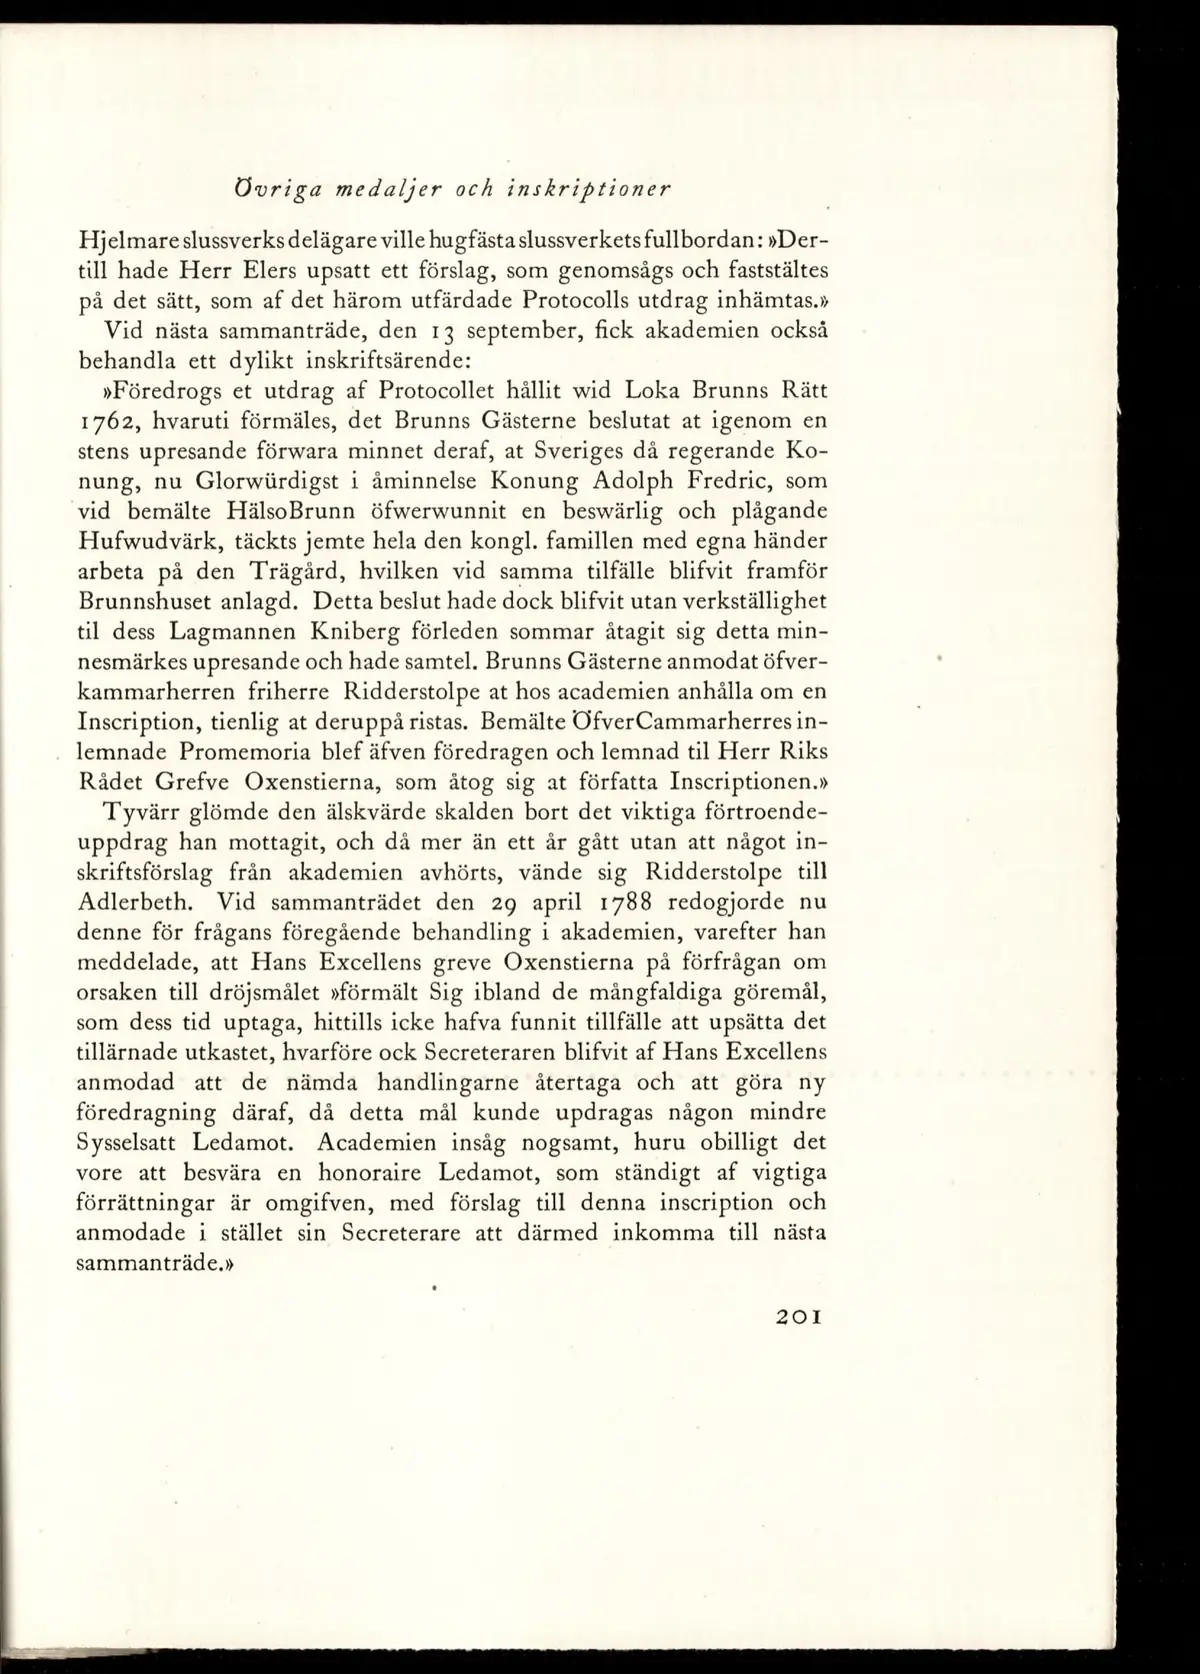 Övriga medaljer och inskriptioner
Hjelmare slussverks delägare ville hugfästa slussverkets fullbordan: »Der-
till hade Herr Elers upsatt ett förslag, som genomsågs och faststältes
på det sätt, som af det härom utfärdade Protocolls utdrag inhämtas.»
Vid nästa sammanträde, den 13 september, fick akademien också
behandla ett dylikt inskriftsärende:
»Föredrogs et utdrag af Protocollet hållit wid Loka Brunns Rätt
1762, hvaruti förmäles, det Brunns Gästerne beslutat at igenom en
stens upresande förwara minnet deraf, at Sveriges då regerande Ko-
nung, nu Glorwürdigst i åminnelse Konung Adolph Fredric, som
vid bemälte HälsoBrunn öfwerwunnit en beswärlig och plågande
Hufwudvärk, täckts jemte hela den kongl. famillen med egna händer
arbeta på den Trägård, hvilken vid samma tilfälle blifvit framför
Brunnshuset anlagd. Detta beslut hade dock blifvit utan verkställighet
til dess Lagmannen Kniberg förleden sommar åtagit sig detta min-
nesmärkes upresande och hade samtel. Brunns Gästerne anmodat öfver-
kammarherren friherre Ridderstolpe at hos academien anhålla om en
Inscription, tienlig at deruppå ristas. Bemälte ÖfverCammarherres in-
lemnade Promemoria blef äfven föredragen och lemnad til Herr Riks
Rådet Grefve Oxenstierna, som åtog sig at författa Inscriptionen.»
Tyvärr glömde den älskvärde skalden bort det viktiga förtroende-
uppdrag han mottagit, och då mer än ett år gått utan att något in-
skriftsförslag från akademien avhörts, vände sig Ridderstolpe till
Adlerbeth. Vid sammanträdet den 29 april 1788 redogjorde nu
denne för frågans föregående behandling i akademien, varefter han
meddelade, att Hans Excellens greve Oxenstierna på förfrågan om
orsaken till dröjsmålet »förmält Sig ibland de mångfaldiga göremål,
som dess tid uptaga, hittills icke hafva funnit tillfälle att upsätta det
tillärnade utkastet, hvarföre ock Secreteraren blifvit af Hans Excellens
anmodad att de nämda handlingarne återtaga och att göra ny
föredragning däraf, då detta mål kunde updragas någon mindre
Sysselsatt Ledamot. Academien insåg nogsamt, huru obilligt det
vore att besvära en honoraire Ledamot, som ständigt af vigtiga
förrättningar är omgifven, med förslag till denna inscription och
anmodade i stället sin Secreterare att därmed inkomma till nästa
sammanträde.»
201